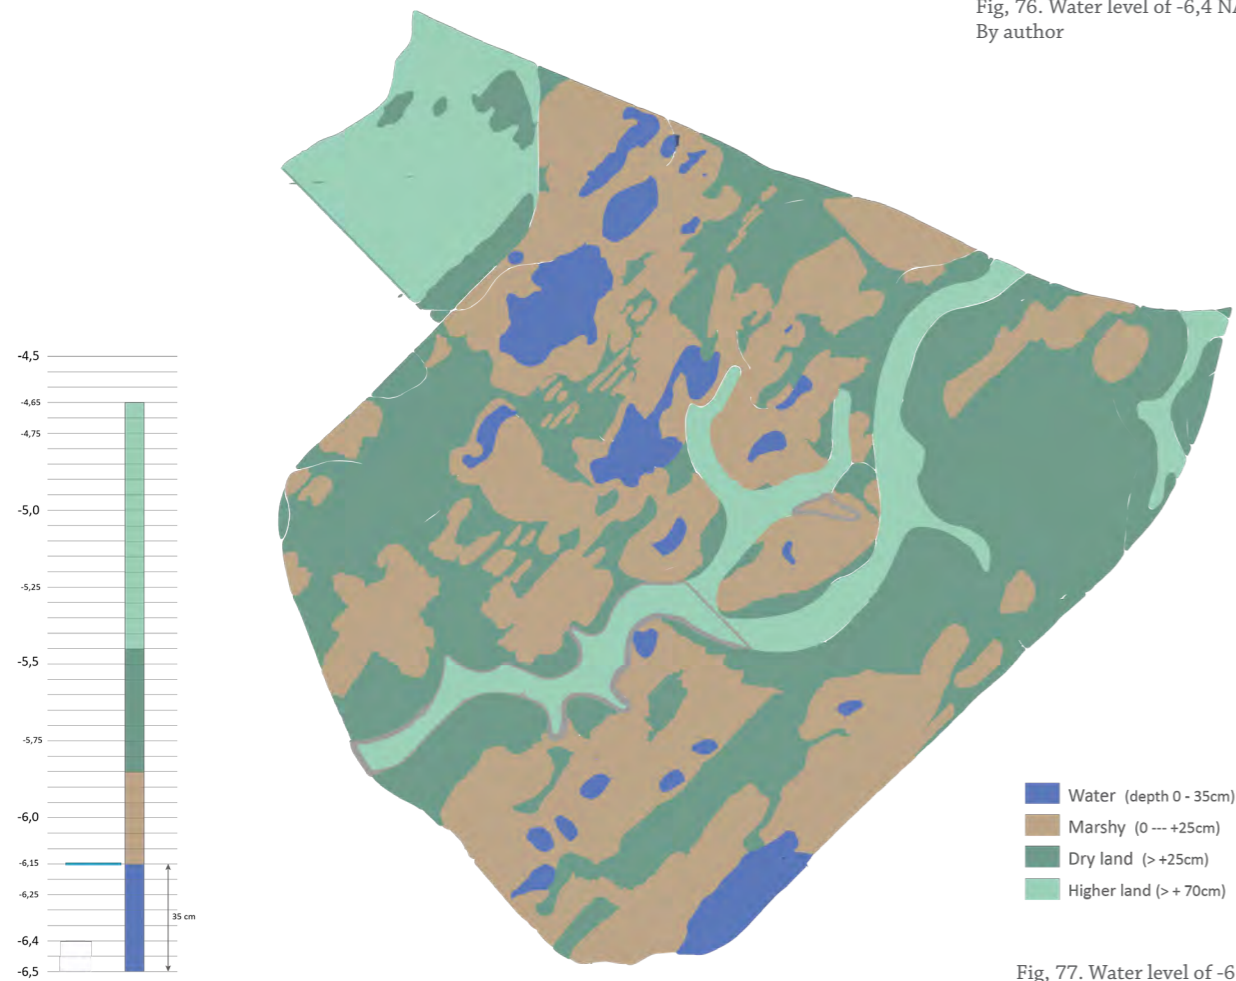 Fig, 76. Water level of -6,4
By author
-4,5
-4,65
-4,75
-5,0
-5,25
-5,5
-5,75
-6,0
-6,15
-6,25
35 cm
-6,4
-6,5
Water (depth 0 - 35cm)
Marshy (0 --- +25cm)
Dry land (> +25cm)
Higher land (> + 70cm)
Fig, 77. Water level of -6